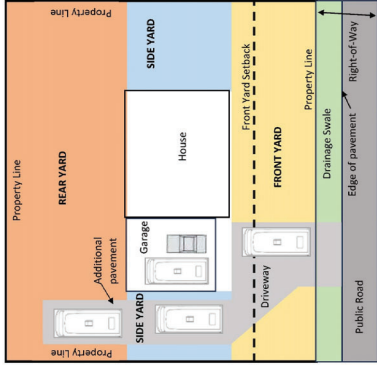 Property Line
Property Line
REAR YARD
Additional
pavement
Property Line
SIDE YARD
House
Garage
SIDE YARD
Front Yard Setback
FRONT YARD
Driveway
Property Line
Drainage Swale
Edge of pavement
Right-of-Way
Public Road